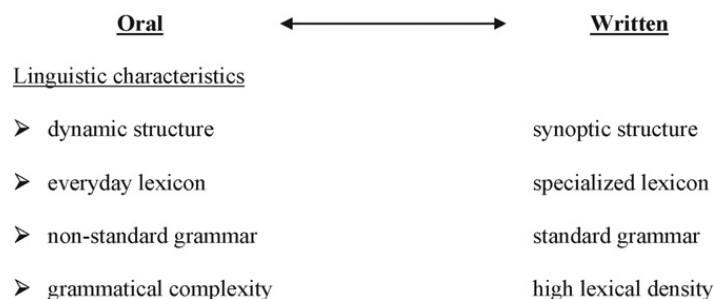 Oral Written
Linguistic characteristics
➢ dynamic structure synoptic structure
➢ everyday lexicon specialized lexicon
➢ non-standard grammar standard grammar
➢ grammatical complexity high lexical density